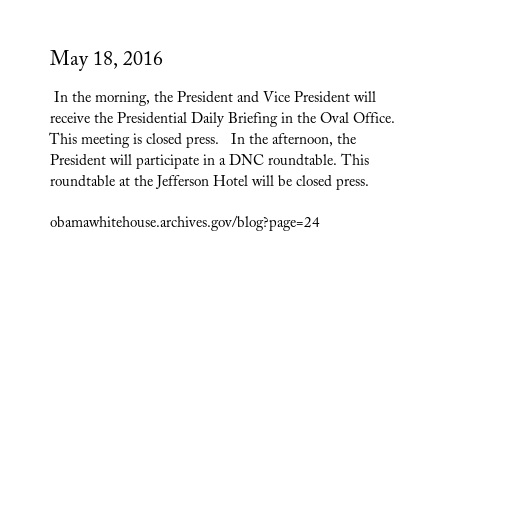 May 18, 2016
In the morning, the President and Vice President will
receive the Presidential Daily Briefing in the Oval Office.
This meeting is closed press.   In the afternoon, the
President will participate in a DNC roundtable. This
roundtable at the Jefferson Hotel will be closed press.
obamawhitehouse.archives.gov/blog?page=24